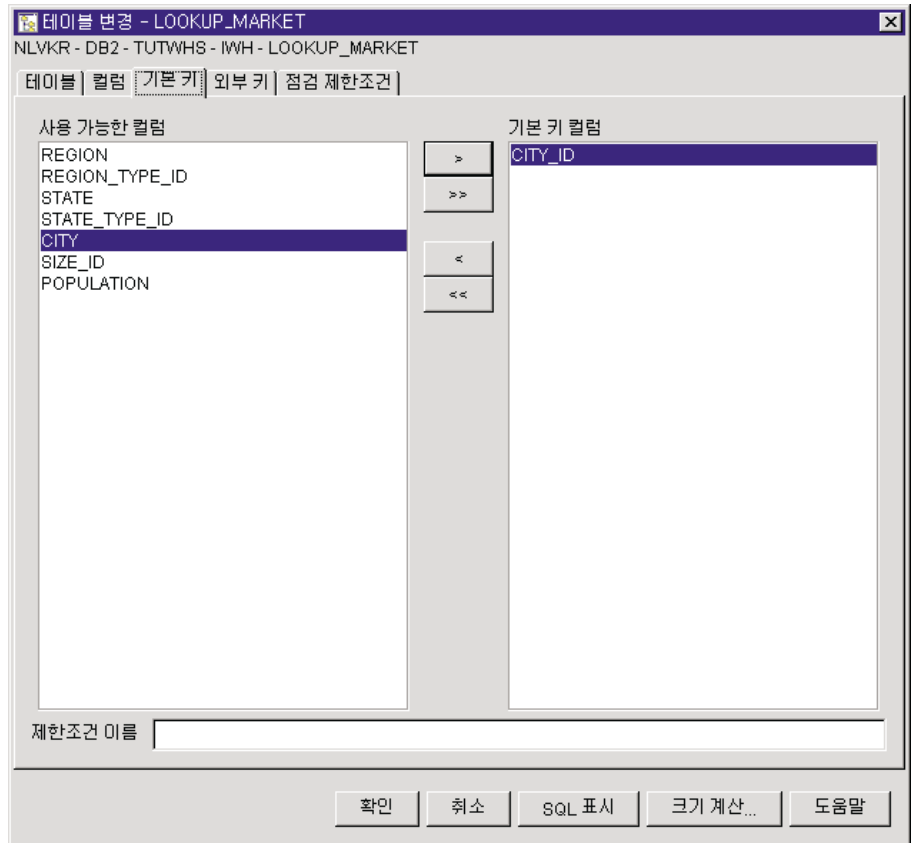 테이블 변경 - LOOKUP_MARKET
NLVKR - DB2 - TUTWHS - IWH - LOOKUP_MARKET
테이블 컬럼 기본 키 외부 키 점검 제한조건
사용 가능한 컬럼
REGION
REGION_TYPE_ID
STATE
STATE_TYPE_ID
CITY
SIZE_ID
POPULATION
>
>>
<
<<
기본 키 컬럼
CITY_ID
제한조건 이름
확인 취소 SQL 표시 크기 계산... 도움말